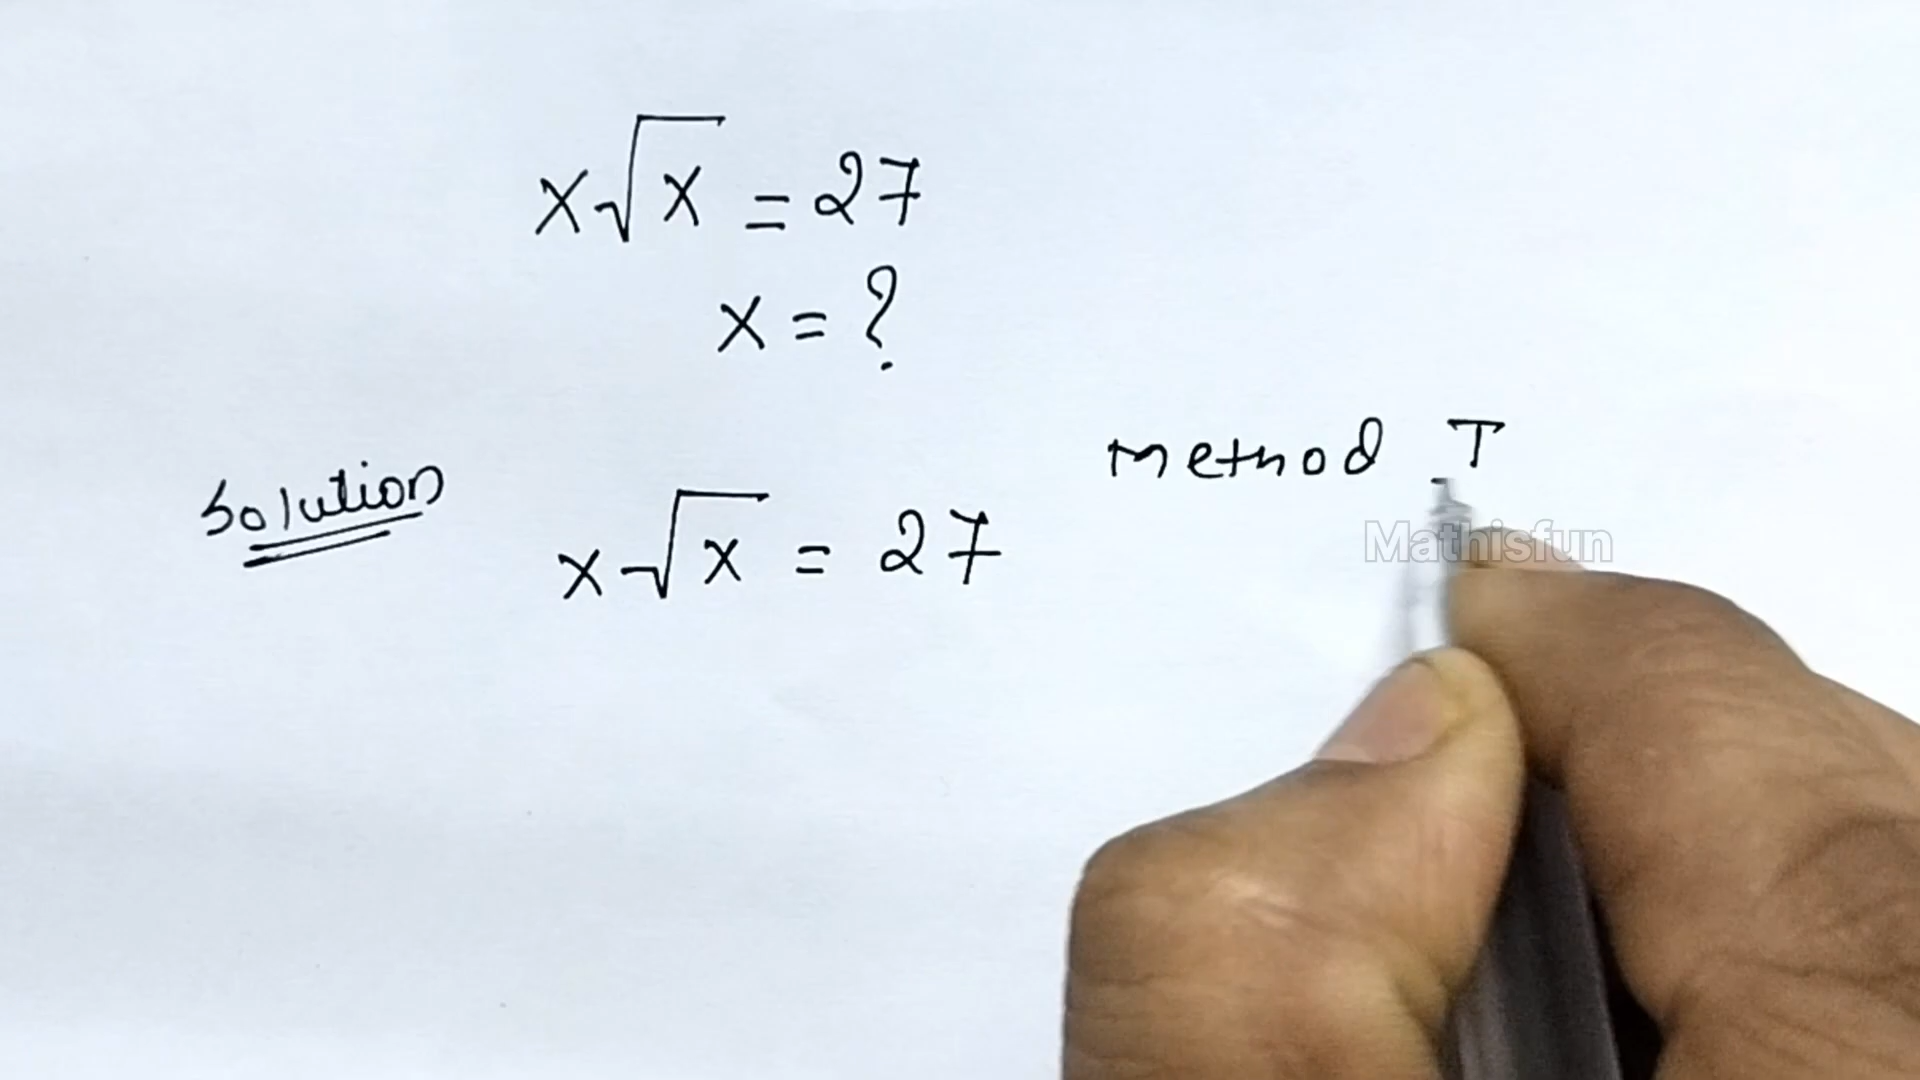 x√x = 27
x = ?
Method I
Solution
x√x = 27
Mathisfun